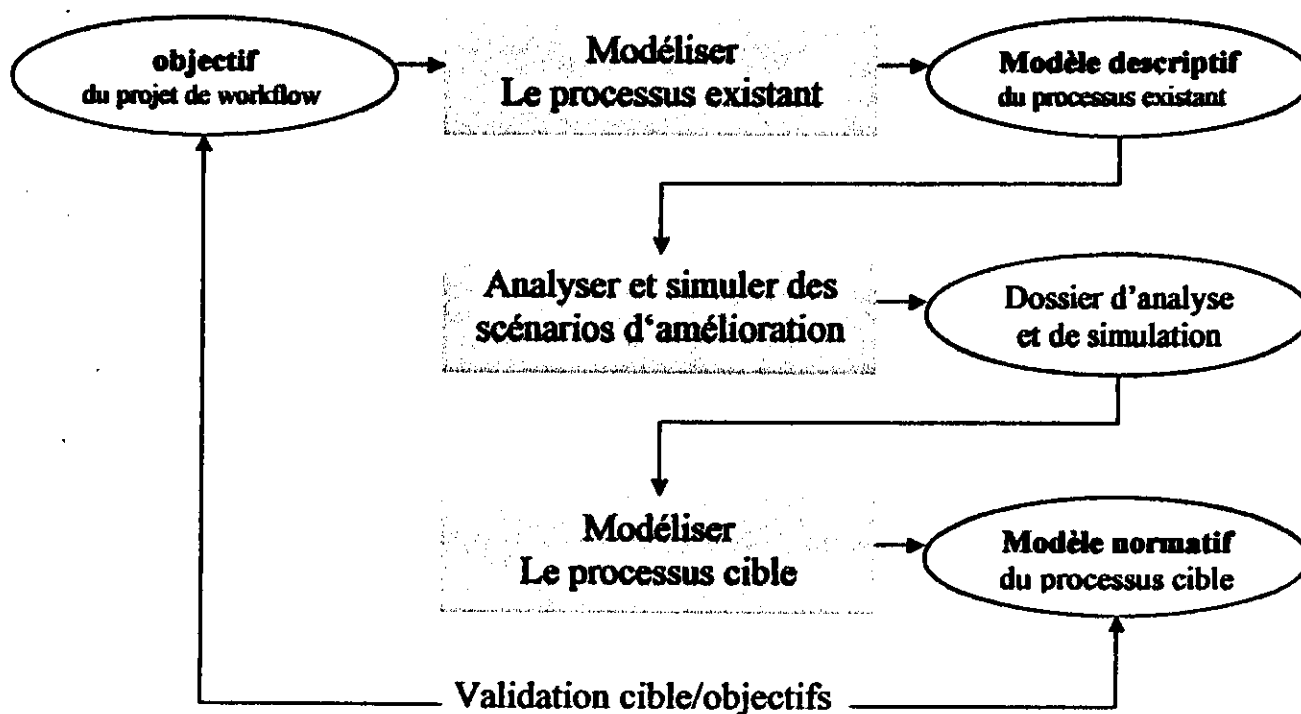 objectif
du projet de workflow
Modéliser
Le processus existant
Modèle descriptif
du processus existant
Analyser et simuler des
scénarios d‘amélioration
Dossier d’analyse
et de simulation
Modéliser
Le processus cible
Modèle normatif
du processus cible
Validation cible/objectifs